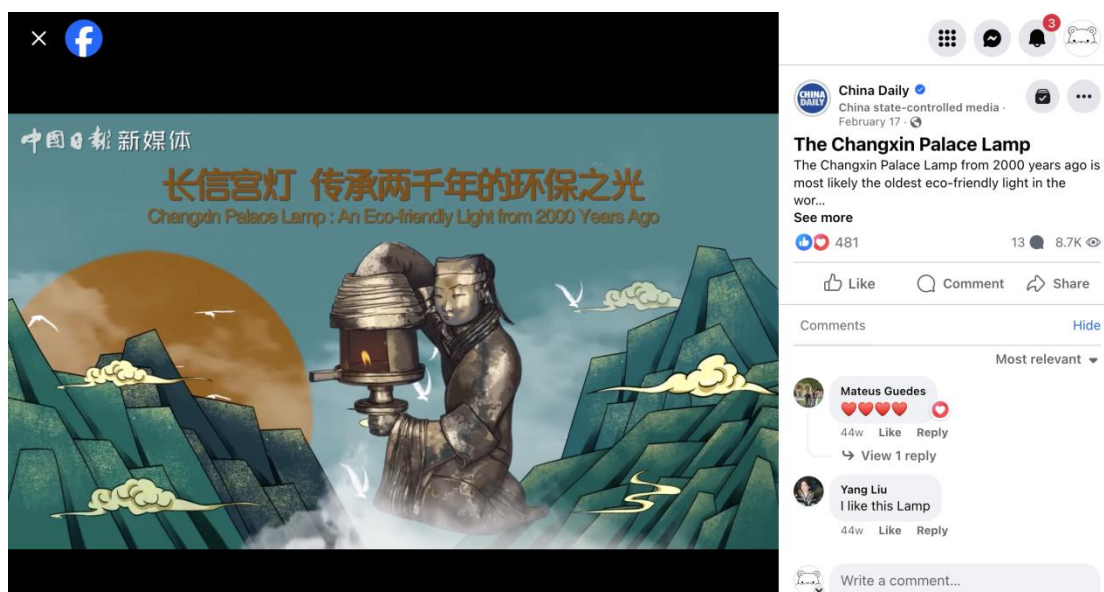 中国日报新媒体
长信宫灯 传承两千年的环保之光
Changxin Palace Lamp : An Eco-friendly Light from 2000 Years Ago
3
CHINA DAILY
China Daily
China state-controlled media ·
February 17 ·
The Changxin Palace Lamp
The Changxin Palace Lamp from 2000 years ago is
most likely the oldest eco-friendly light in the
wor...
See more
481
13
8.7K
Like
Comment
Share
Comments
Hide
Most relevant
Mateus Guedes
44w Like Reply
View 1 reply
Yang Liu
I like this Lamp
44w Like Reply
Write a comment...